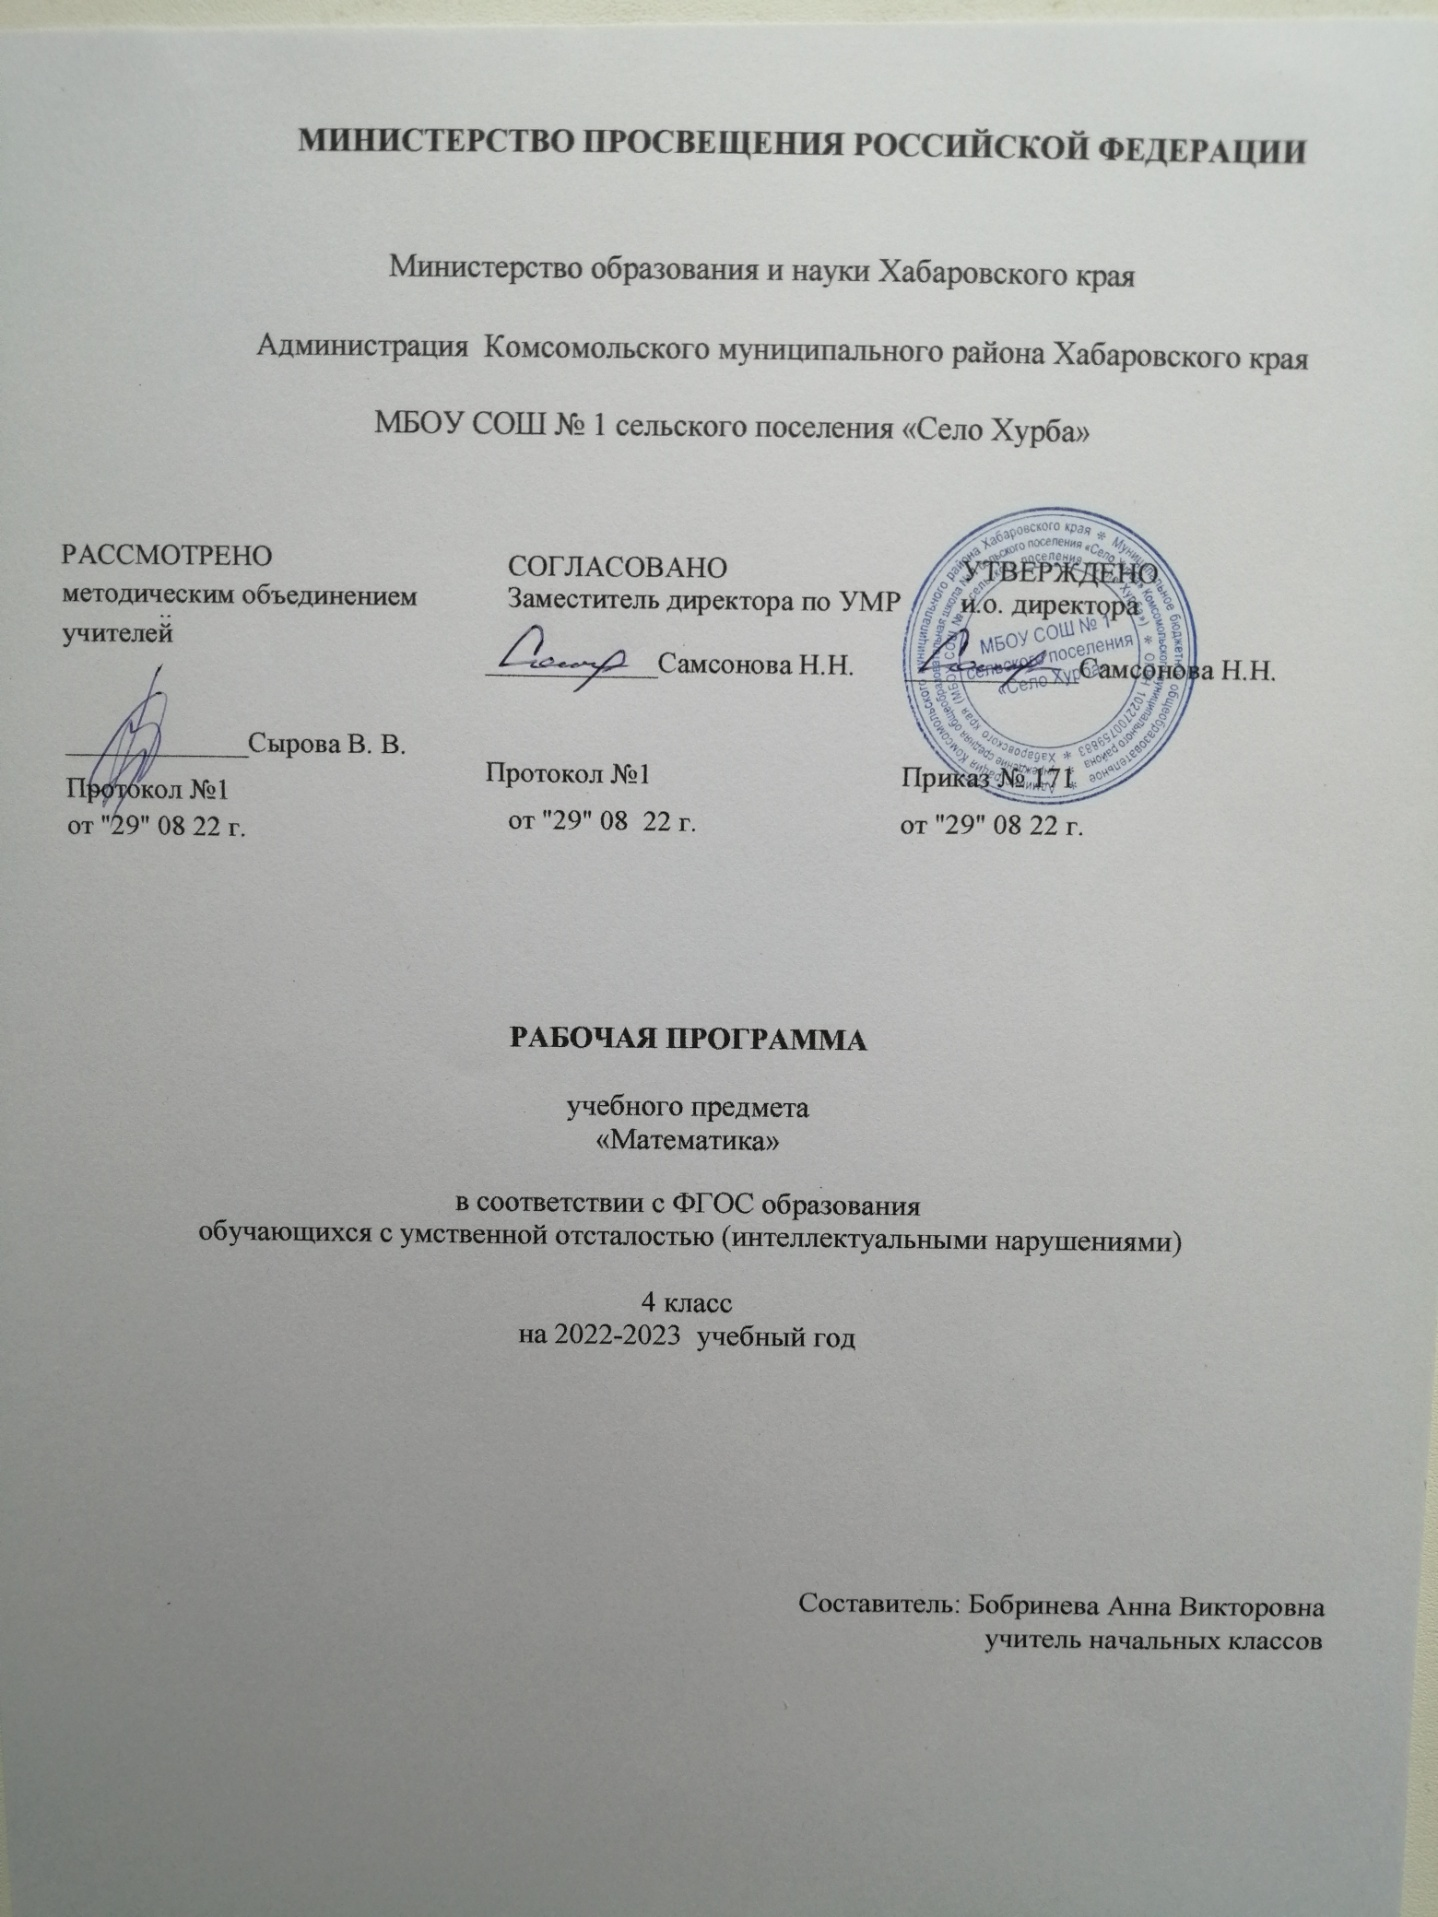 МИНИСТЕРСТВО ПРОСВЕЩЕНИЯ РОССИЙСКОЙ ФЕДЕРАЦИИ
Министерство образования и науки Хабаровского края
Администрация Комсомольского муниципального района Хабаровского края
МБОУ СОШ № 1 сельского поселения «Село Хурба»
РАССМОТРЕНО
методическим объединением
учителей
Сырова В. В.
Протокол №1
от "29" 08 22 г.
СОГЛАСОВАНО
Заместитель директора по УМР
Самсонова Н.Н.
Протокол №1
от "29" 08 22 г.
УТВЕРЖДЕНО
и.о. директора
Самсонова Н.Н.
Приказ № 171
от "29" 08 22 г.
МБОУ СОШ № 1
сельского поселения
«Село Хурба»
РАБОЧАЯ ПРОГРАММА
учебного предмета
«Математика»
в соответствии с ФГОС образования
обучающихся с умственной отсталостью (интеллектуальными нарушениями)
4 класс
на 2022-2023 учебный год
Составитель: Бобринева Анна Викторовна
учитель начальных классов